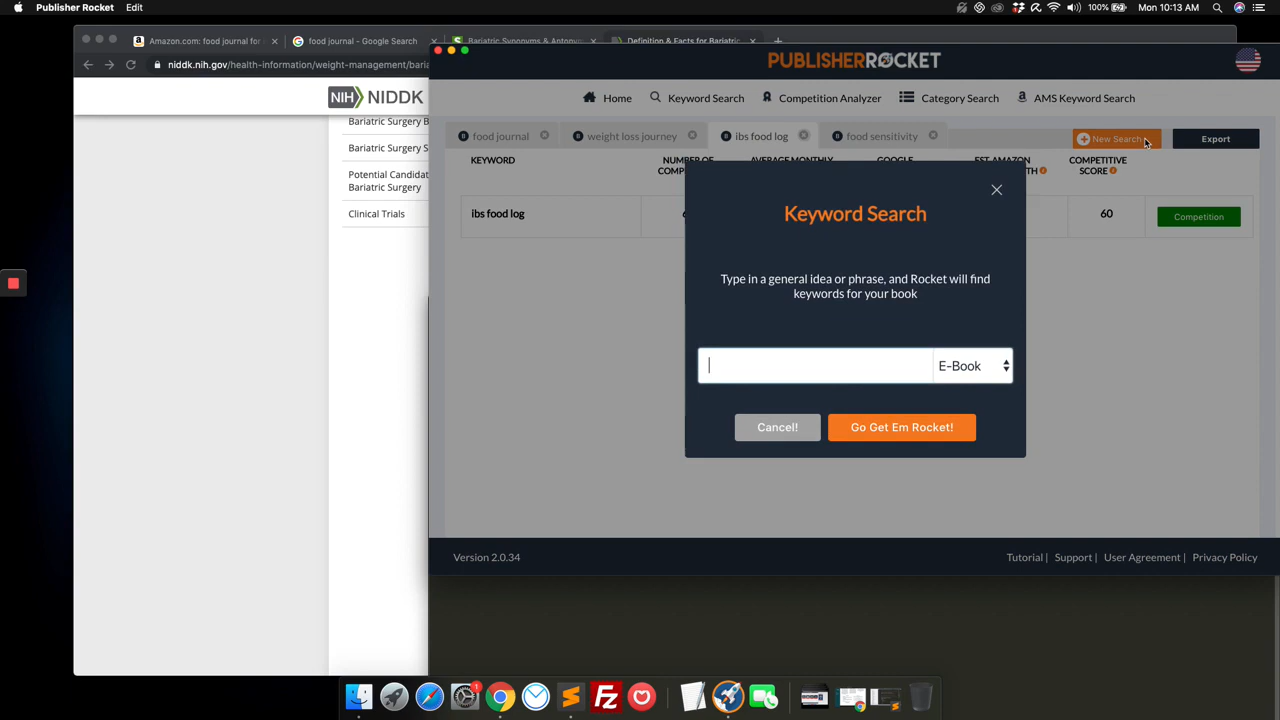 Publisher Rocket Edit
100% Mon 10:13 AM
Amazon.com: food journal for
food journal - Google Search
Bariatric Synonyms & Antonyms
Definition & Facts for Bariatric
niddk.nih.gov/health-information/weight-management/baria
NIH NIDDK
Bariatric Surgery B
Bariatric Surgery S
Potential Candidat
Bariatric Surgery
Clinical Trials
PUBLISHERROCKET
Home Keyword Search Competition Analyzer Category Search AMS Keyword Search
food journal weight loss journey ibs food log food sensitivity New Search Export
KEYWORD NUMBER OF AVERAGE MONTHLY GOOGLE EST. AMAZON COMPETITIVE
SCORE
ibs food log 60 Competition
Keyword Search
Type in a general idea or phrase, and Rocket will find
keywords for your book
E-Book
Cancel! Go Get Em Rocket!
Version 2.0.34 Tutorial | Support | User Agreement | Privacy Policy